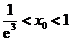 1/e³ < x₀ < 1